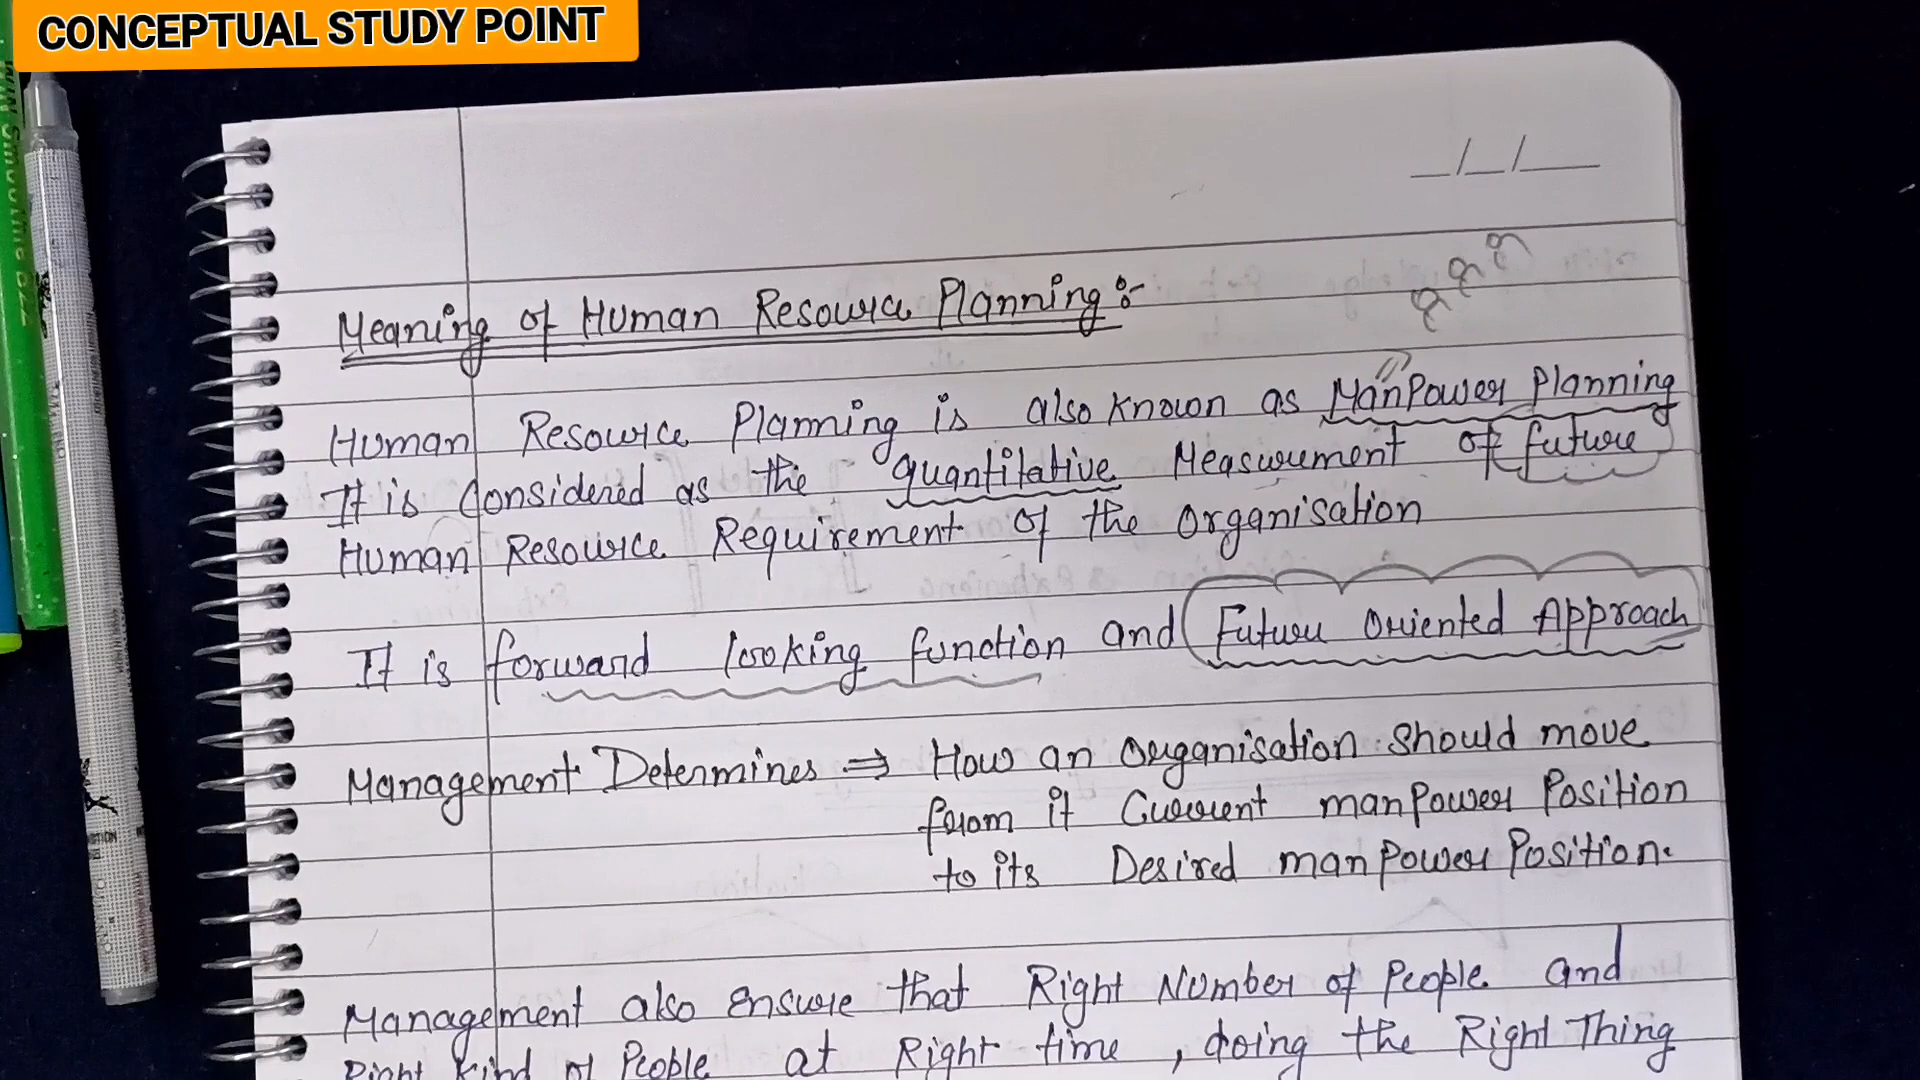 CONCEPTUAL STUDY POINT
_/_/__
Meaning of Human Resource Planning :-
Human Resource Planning is also known as ManPower Planning
It is Considered as the quantitative Measurement of future
Human Resource Requirement of the Organisation
It is forward looking function and Future Oriented Approach
Management Determines ⇒ How an Organisation Should move
from it Current manpower Position
to its Desired manpower Position.
Management also ensure that Right Number of People and
Right Kind of People at Right time, doing the Right Thing